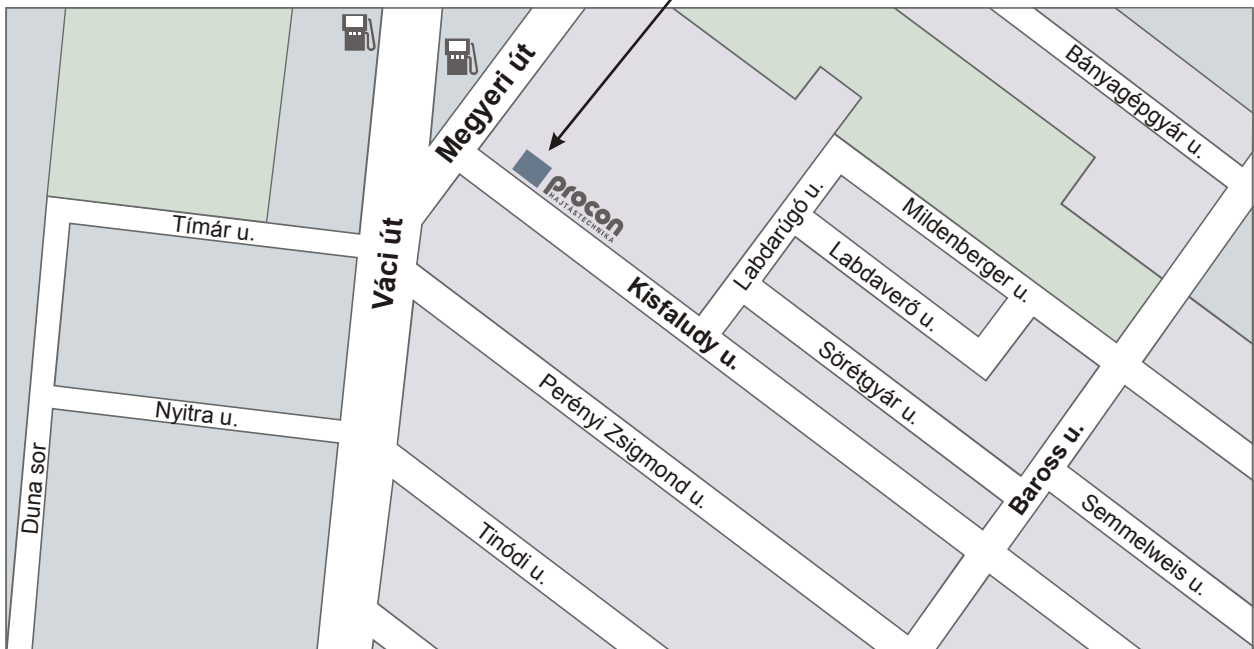 Bányagépgyár u.
Megyeri út
procon
HAJTÁSTECHNIKA
Labdarúgó u.
Mildenberger u.
Tímár u.
Váci út
Labdaverő u.
Kisfaludy u.
Sörétgyár u.
Perényi Zsigmond u.
Nyitra u.
Duna sor
Baross u.
Tinódi u.
Semmelweis u.